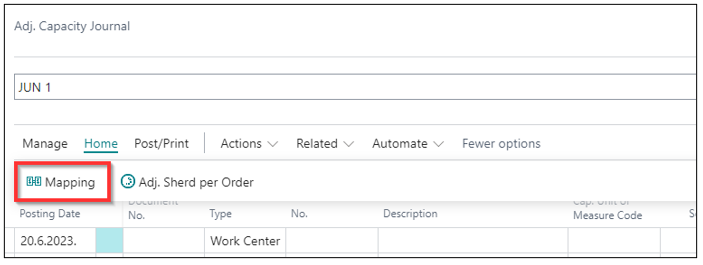 Adj. Capacity Journal
JUN 1
Manage Home Post/Print Actions Related Automate Fewer options
Mapping Adj. Sherd per Order
Posting Date Document No. Type No. Description Cap. Unit of Measure Code
20.6.2023. Work Center